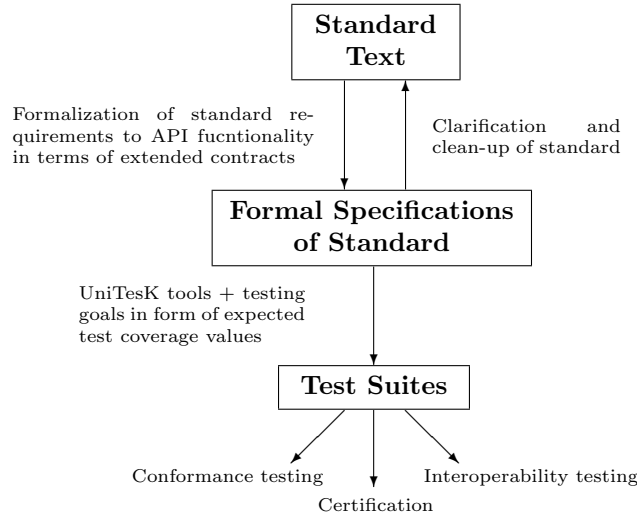 Standard
Text
Formalization of standard re-
quirements to API fucntionality
in terms of extended contracts
Clarification and
clean-up of standard
Formal Specifications
of Standard
UniTesK tools + testing
goals in form of expected
test coverage values
Test Suites
Conformance testing
Interoperability testing
Certification